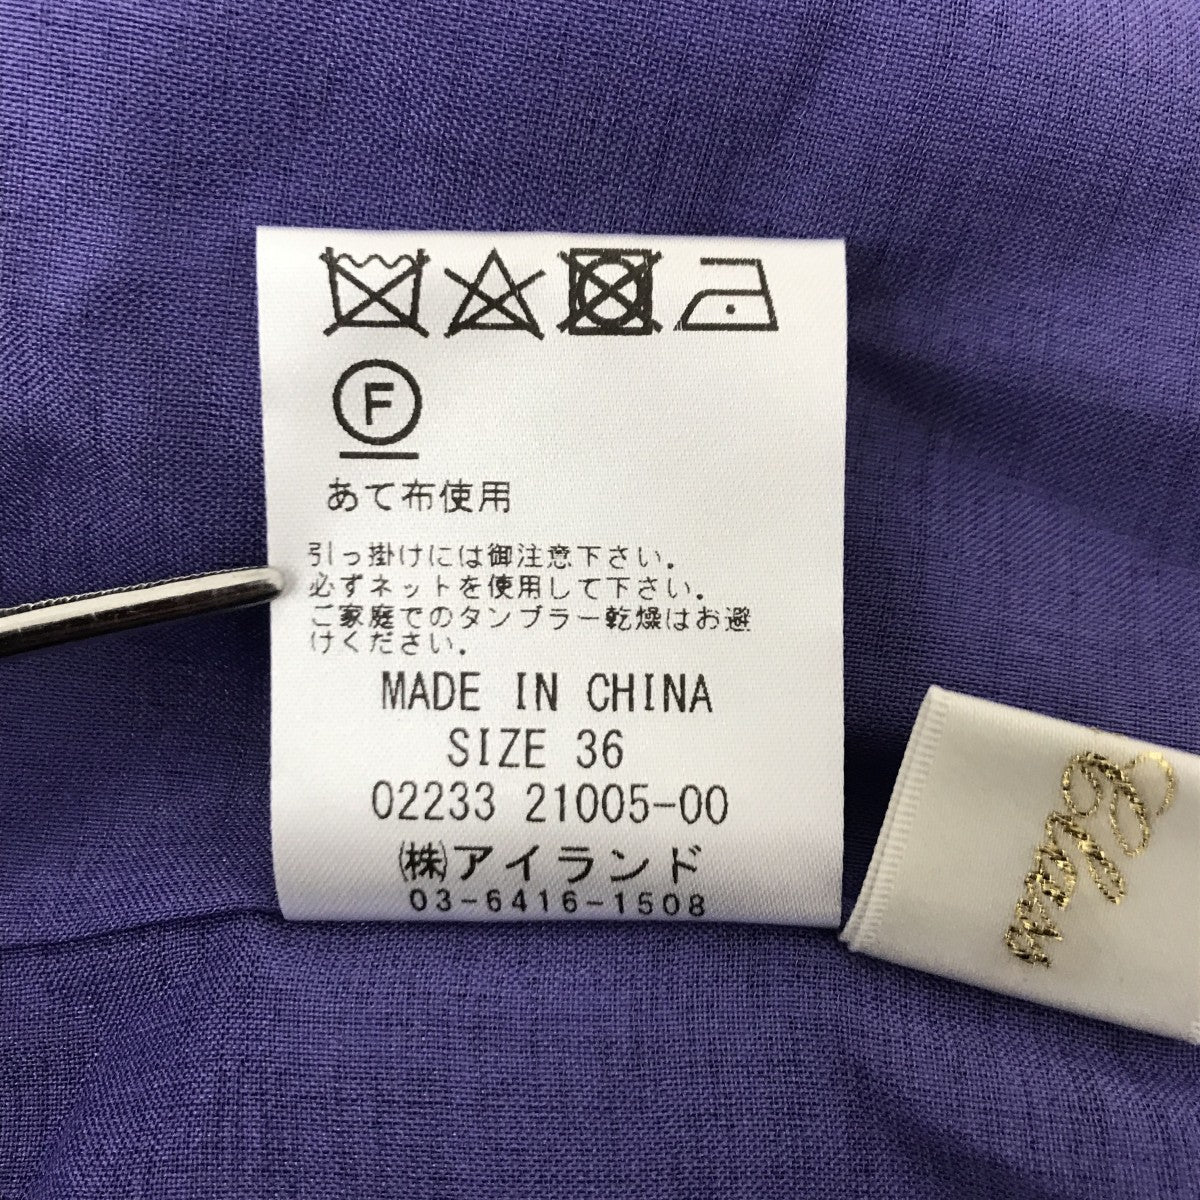 F
あて布使用
引っ掛けには御注意下さい.
必ずネットを使用して下さい.
ご家庭でのタンブラー乾燥はお避
けください.
MADE IN CHINA
SIZE 36
02233 21005-00
㈱アイランド
03-6416-1508
Class